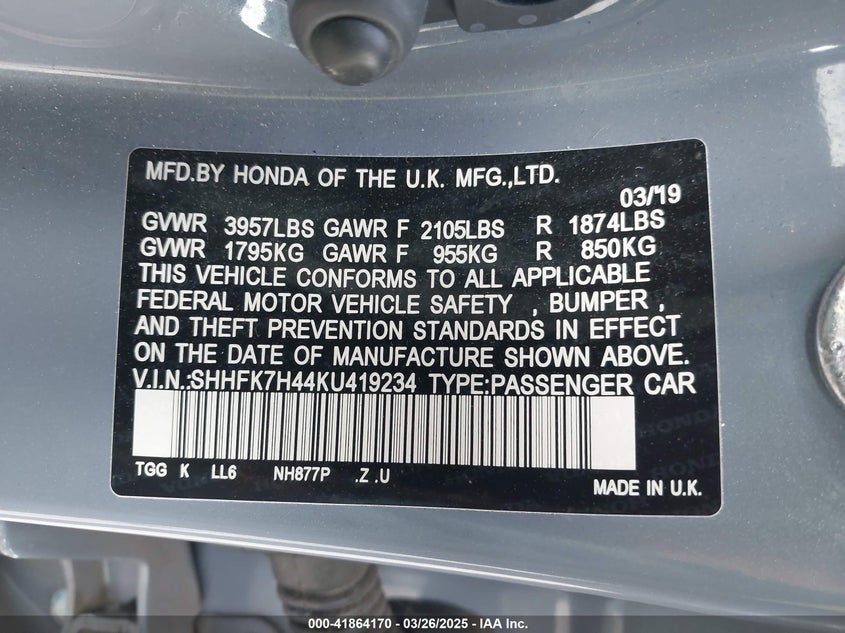 MFD.BY HONDA OF THE U.K. MFG.,LTD.
03/'19
GVWR 3957LBS GAWR F 2105LBS R 1874LBS
GVWR 1795KG GAWR F 955KG R 850KG
THIS VEHICLE CONFORMS TO ALL APPLICABLE
FEDERAL MOTOR VEHICLE SAFETY , BUMPER ,
AND THEFT PREVENTION STANDARDS IN EFFECT
ON THE DATE OF MANUFACTURE SHOWN ABOVE.
V.I.N.:SHHFK7H44KU419234 TYPE:PASSENGER CAR
TGG K LL6 NH877P .Z .U
MADE IN U.K.
000-41864170 - 03/26/2025 - IAA Inc.